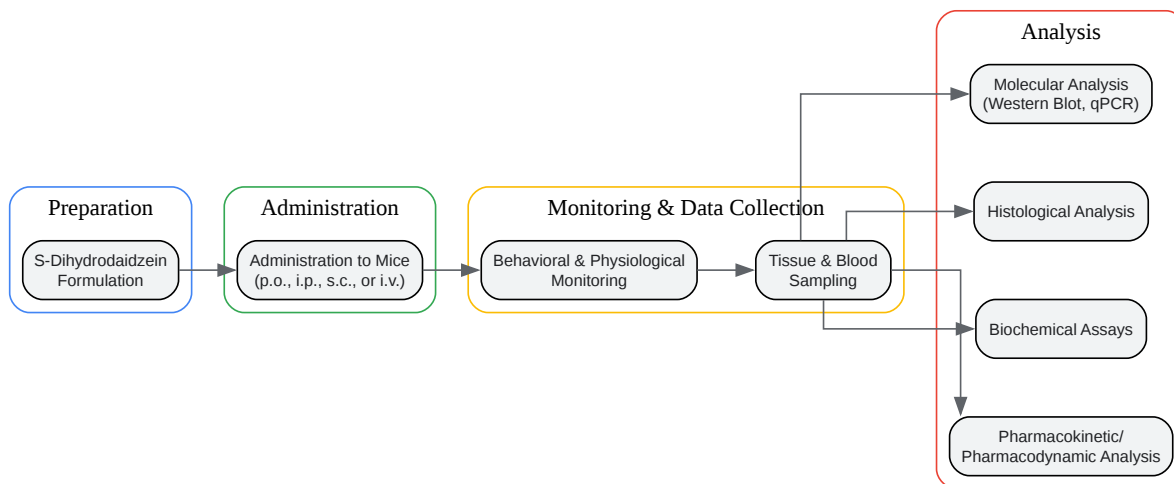 Preparation
S-Dihydrodaidzein
Formulation
Administration
Administration to Mice
(p.o., i.p., s.c., or i.v.)
Monitoring & Data Collection
Behavioral & Physiological
Monitoring
Tissue & Blood
Sampling
Analysis
Molecular Analysis
(Western Blot, qPCR)
Histological Analysis
Biochemical Assays
Pharmacokinetic/
Pharmacodynamic Analysis